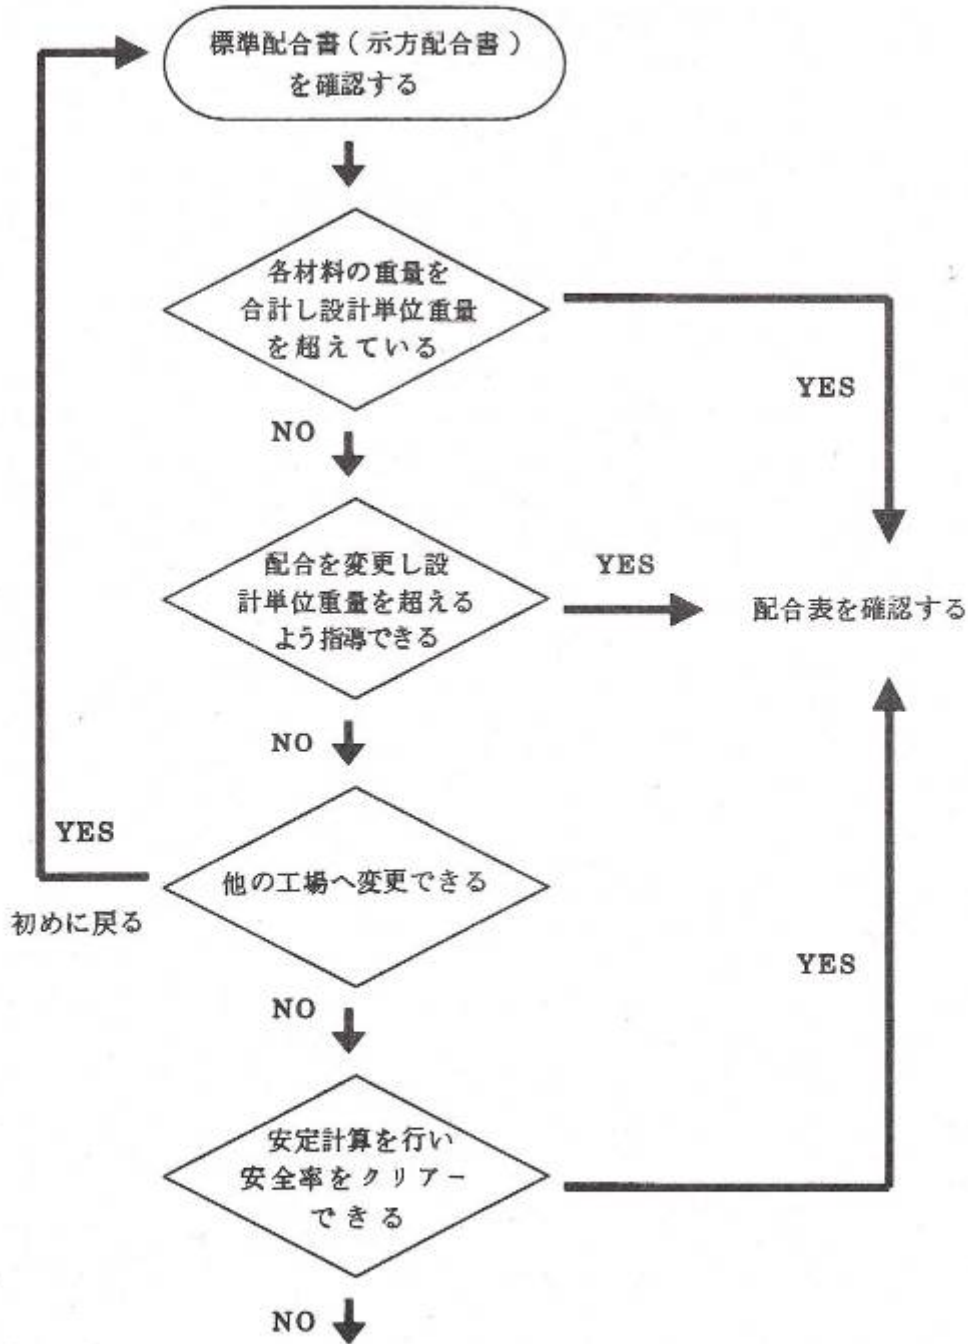 標準配合書(示方配合書)
を確認する
各材料の重量を
合計し設計単位重量
を超えている
YES
NO
配合を変更し設
計単位重量を超える
よう指導できる
YES
配合表を確認する
NO
他の工場へ変更できる
YES
初めに戻る
NO
YES
安定計算を行い
安全率をクリアー
できる
NO